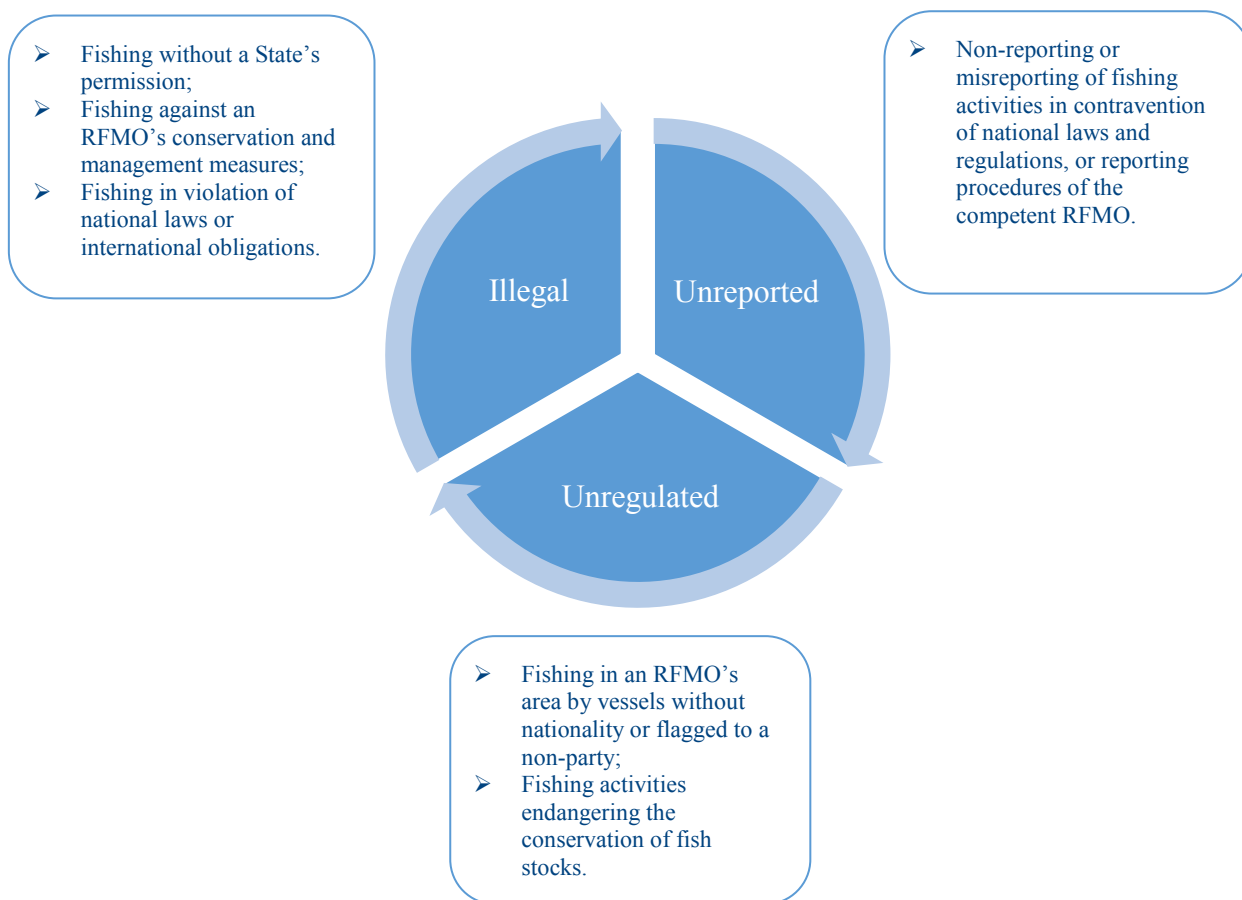 ➢ Fishing without a State’s
permission;
➢ Fishing against an
RFMO’s conservation and
management measures;
➢ Fishing in violation of
national laws or
international obligations.
➢ Non-reporting or
misreporting of fishing
activities in contravention
of national laws and
regulations, or reporting
procedures of the
competent RFMO.
Illegal
Unreported
Unregulated
➢ Fishing in an RFMO’s
area by vessels without
nationality or flagged to a
non-party;
➢ Fishing activities
endangering the
conservation of fish
stocks.